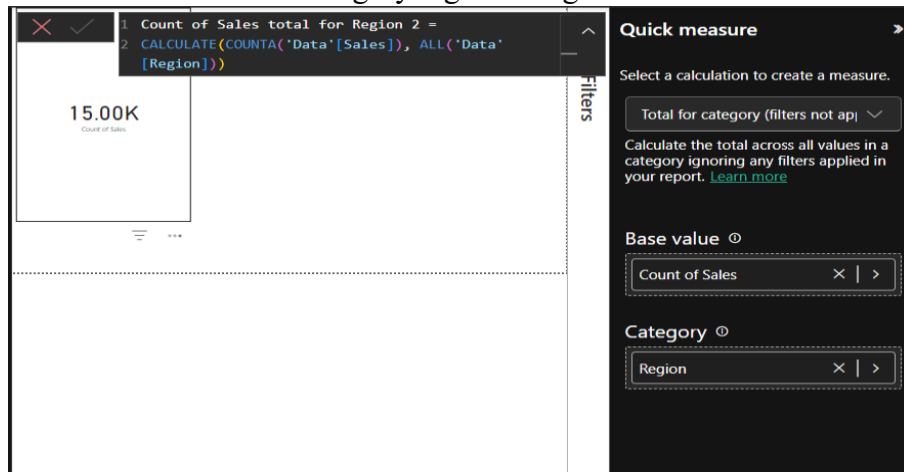 1 Count of Sales total for Region 2 =
2 CALCULATE(COUNTA('Data'[Sales]), ALL('Data'
[Region]))
15.00K
Count of Sales
Filters
Quick measure
Select a calculation to create a measure.
Total for category (filters not ap
Calculate the total across all values in a
category ignoring any filters applied in
your report. Learn more
Base value
Count of Sales
Category
Region